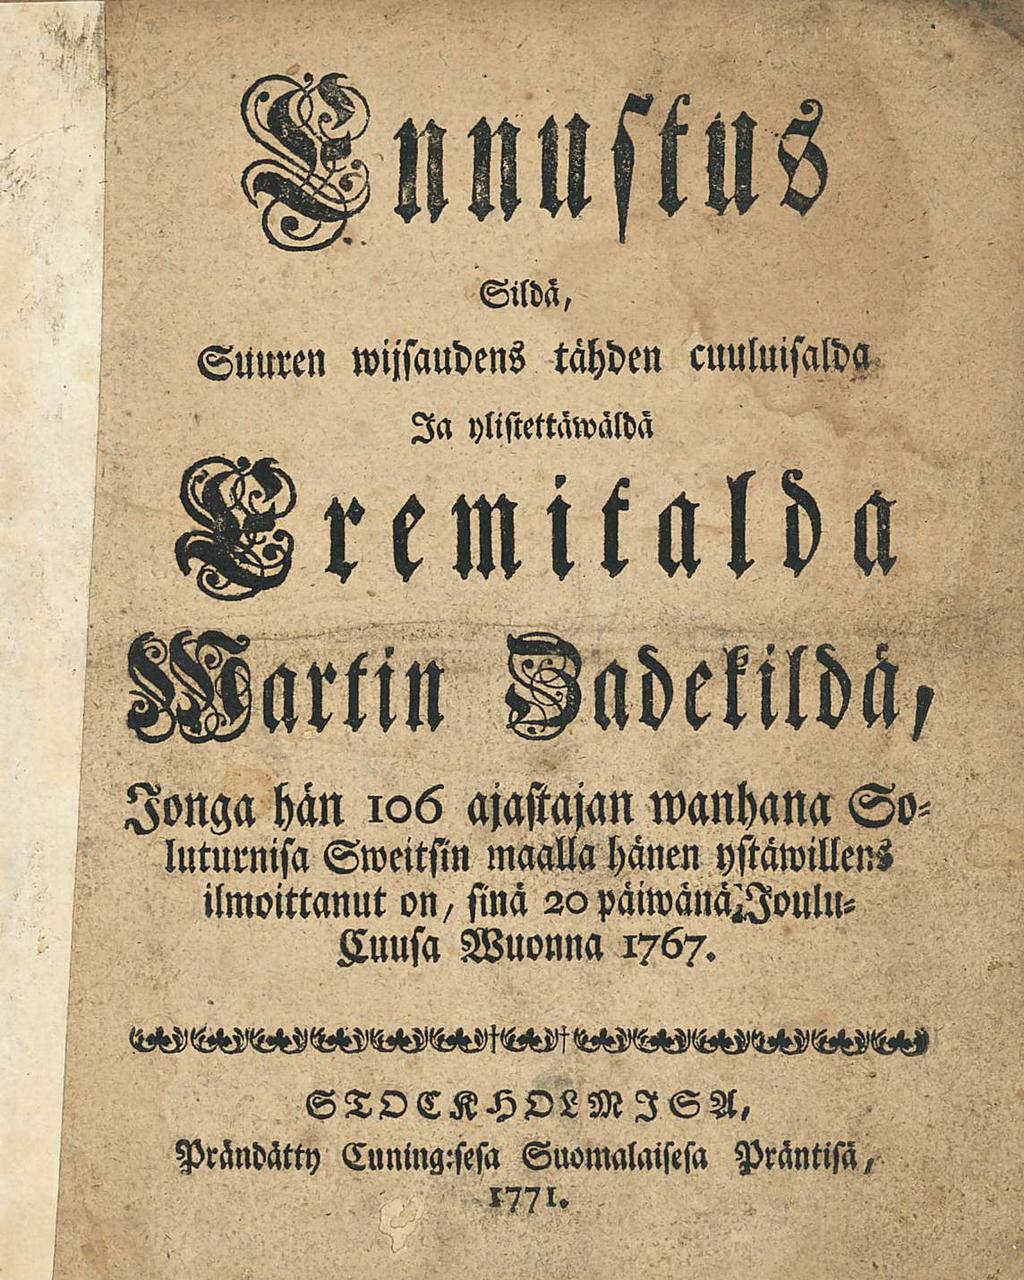 Ennustus
Sildä,
Suuren wijsaudens tähden cuuluisalda
Ja ylistettäwäldä
Eremitalda
Martin Zadekildä,
Jonga hän 106 ajastajan wanhana So-
luturnisa Sweitsin maalla hänen ystäwillens
ilmoittanut on, sinä 20 päiwänä Joulu-
Cuusa Wuonna 1767.
STOCKHOLMISA,
Prändätty Cuning:sesa Suomalaisesa Präntisä,
1771.